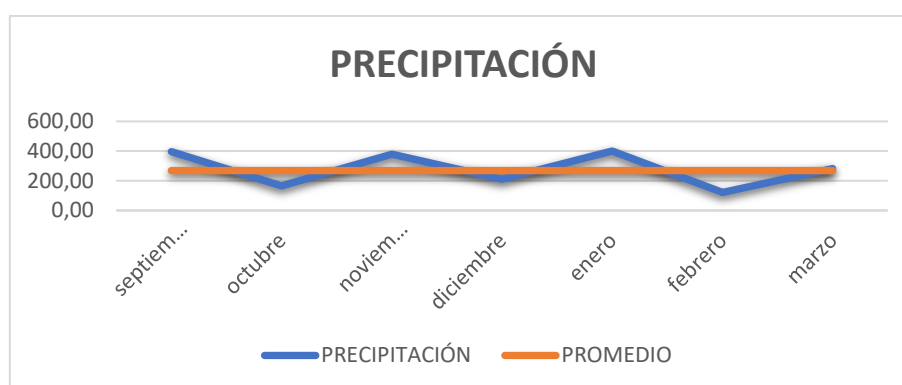 PRECIPITACIÓN
600,00
400,00
200,00
0,00
septiem...
octubre
noviem...
diciembre
enero
febrero
marzo
PRECIPITACIÓN PROMEDIO